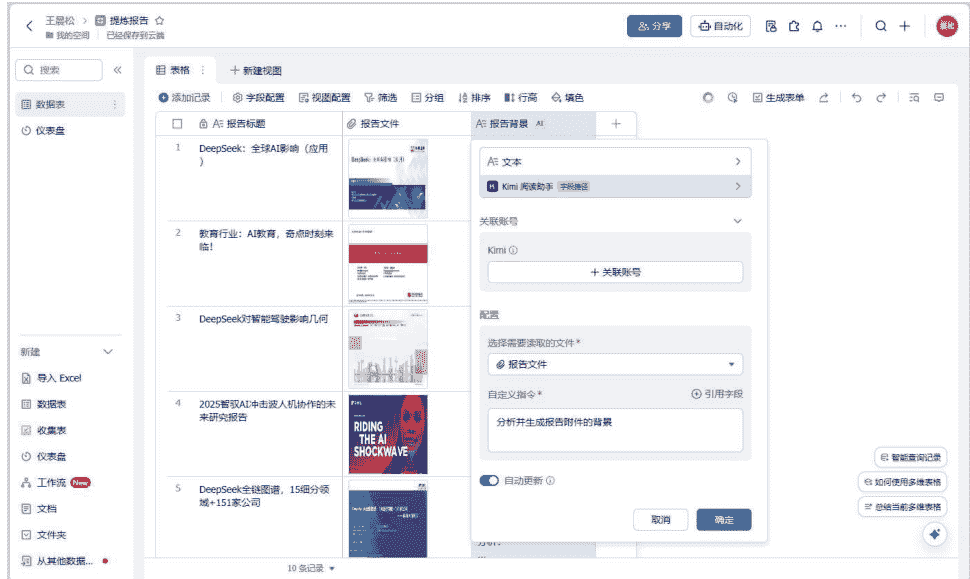 王晨松 > 提炼报告
我的空间 | 已经保存到云端
分享
自动化
搜索
数据表
仪表盘
新建
导入 Excel
数据表
收集表
仪表盘
工作流 New
文档
文件夹
从其他数据...
表格
+ 新建视图
添加记录
字段配置
视图配置
筛选
分组
排序
行高
填色
生成表单
A≡ 报告标题
报告文件
A≡ 报告背景 AI
1 DeepSeek：全球AI影响（应用
）
2 教育行业：AI教育，奇点时刻来
临！
3 DeepSeek对智能驾驶影响几何
4 2025智驭AI冲击波人机协作的未
来研究报告
RIDING
THE AI
SHOCKWAVE
5 DeepSeek全链图谱，15细分领
域+151家公司
10 条记录
A≡ 文本
Kimi 阅读助手 字段捷径
关联账号
Kimi
+ 关联账号
配置
选择需要读取的文件*
报告文件
自定义指令*
引用字段
分析并生成报告附件的背景
自动更新
取消
确定
智能查询记录
如何使用多维表格
总结当前多维表格